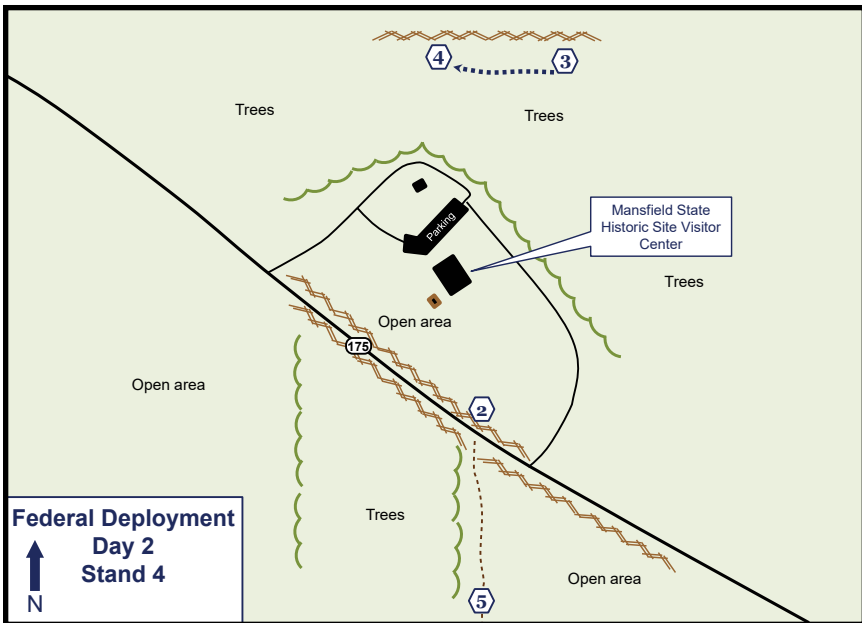 4
3
Trees
Trees
Parking
Mansfield State
Historic Site Visitor
Center
Trees
Open area
175
Open area
2
Trees
Federal Deployment
Day 2
Stand 4
N
Open area
5